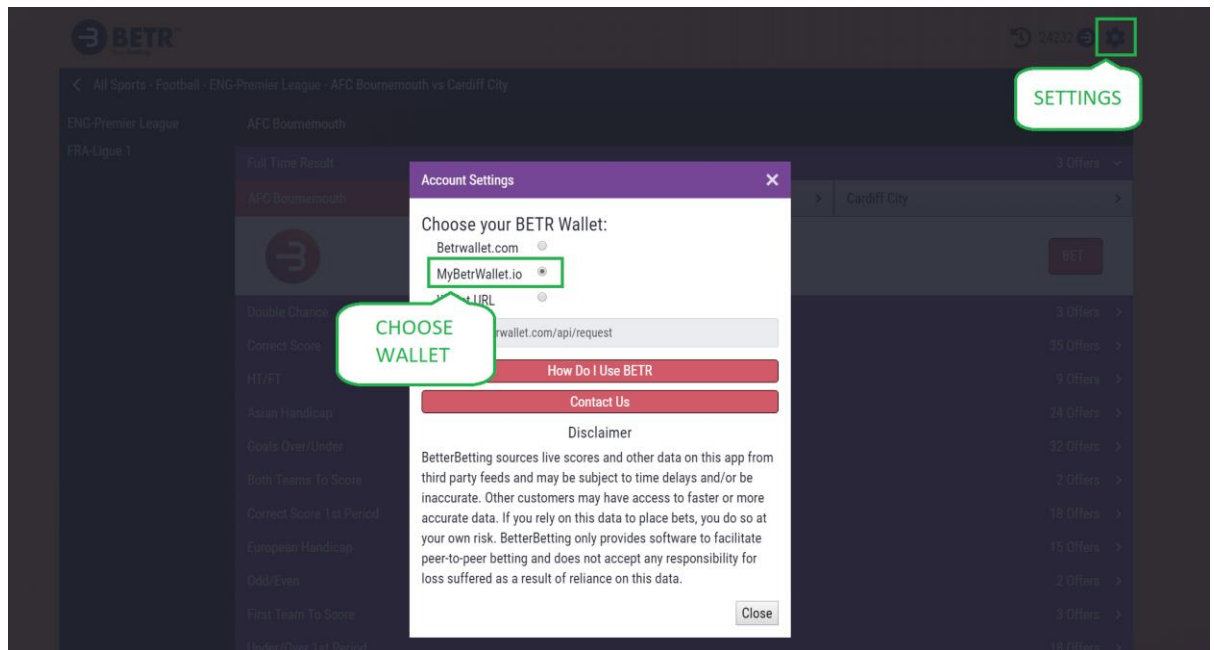 BETR
24232
All Sports - Football - ENG-Premier League - AFC Bournemouth vs Cardiff City
SETTINGS
ENG-Premier League
AFC Bournemouth
FRA-Ligue 1
Full Time Result
3 Offers
AFC Bournemouth
Cardiff City
BET
Account Settings
Choose your BETR Wallet:
Betrwallet.com
MyBetrWallet.io
URL
CHOOSE
WALLET
rwallet.com/api/request
How Do I Use BETR
Contact Us
Disclaimer
BetterBetting sources live scores and other data on this app from
third party feeds and may be subject to time delays and/or be
inaccurate. Other customers may have access to faster or more
accurate data. If you rely on this data to place bets, you do so at
your own risk. BetterBetting only provides software to facilitate
peer-to-peer betting and does not accept any responsibility for
loss suffered as a result of reliance on this data.
Close
Double Chance
3 Offers
Correct Score
35 Offers
HT/FT
9 Offers
Asian Handicap
24 Offers
Goals Over/Under
32 Offers
Both Teams To Score
2 Offers
Correct Score 1st Period
18 Offers
European Handicap
15 Offers
Odd/Even
2 Offers
First Team To Score
3 Offers
Under/Over 1st Period
18 Offers